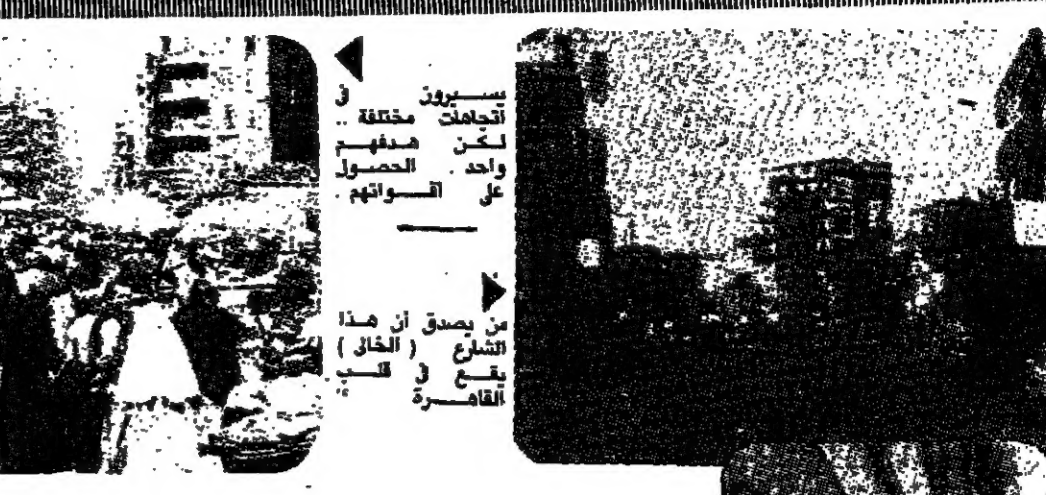 يسيرون في
اتجاهات مختلفة ..
لكن هدفهم
واحد . الحصول
على أقواتهم .
من يصدق أن هذا
الشارع ( الخالى )
يقع في قلب
القاهرة